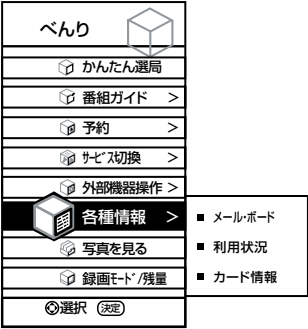 べんり
かんたん選局
番組ガイド >
予約 >
サービス切換 >
外部機器操作 >
各種情報 >
写真を見る
録画モード/残量
選択 決定
■ メール・ボード
■ 利用状況
■ カード情報